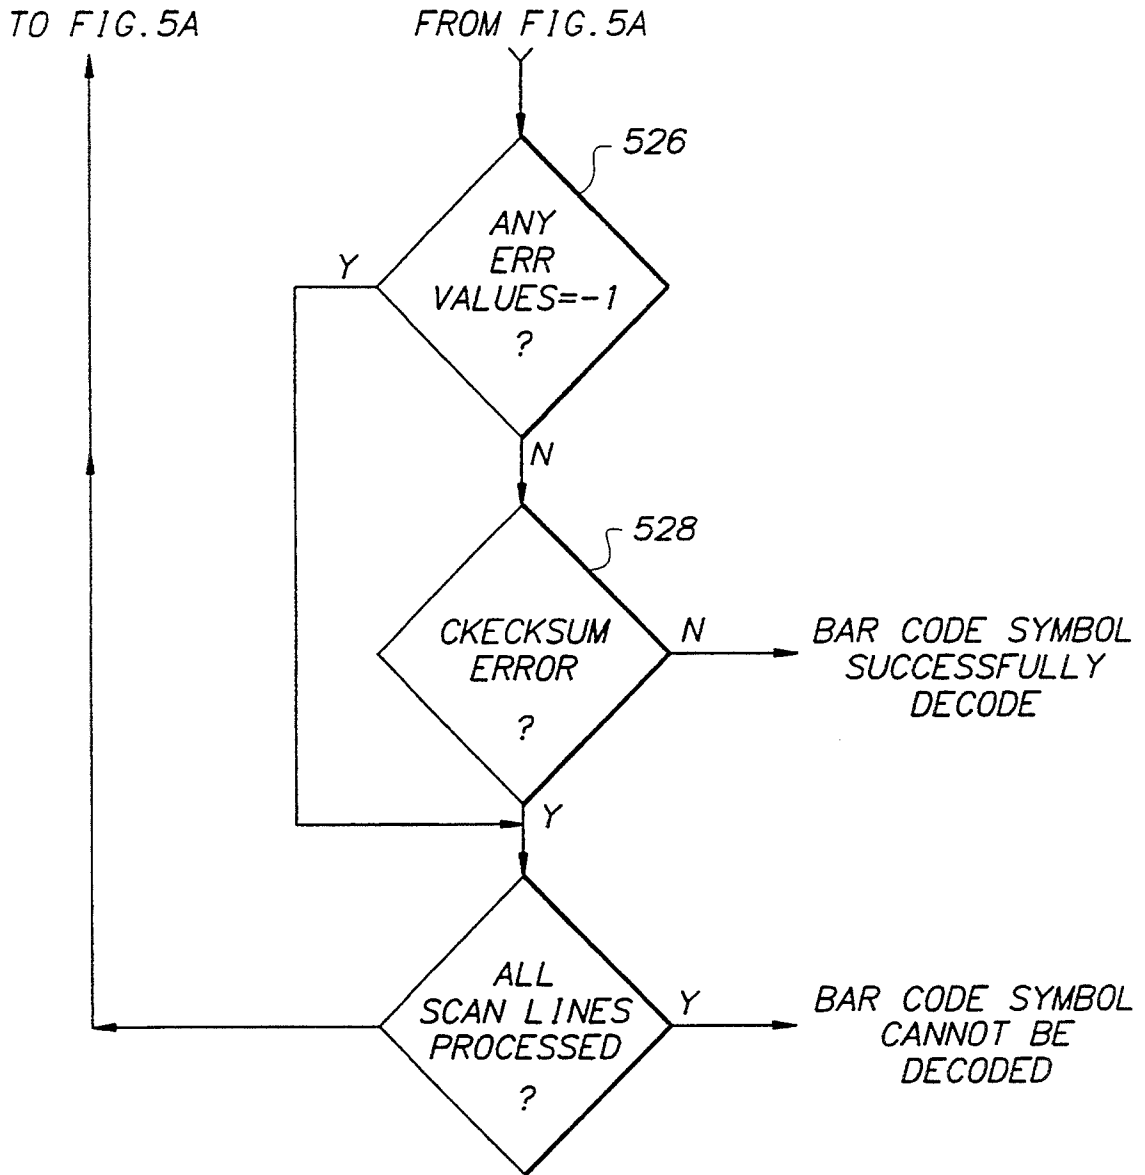 TO FIG.5A
FROM FIG.5A
526
ANY
ERR
VALUES=-1
?
Y
N
528
CKECKSUM
ERROR
?
N
BAR CODE SYMBOL
SUCCESSFULLY
DECODE
Y
ALL
SCAN LINES
PROCESSED
?
Y
BAR CODE SYMBOL
CANNOT BE
DECODED